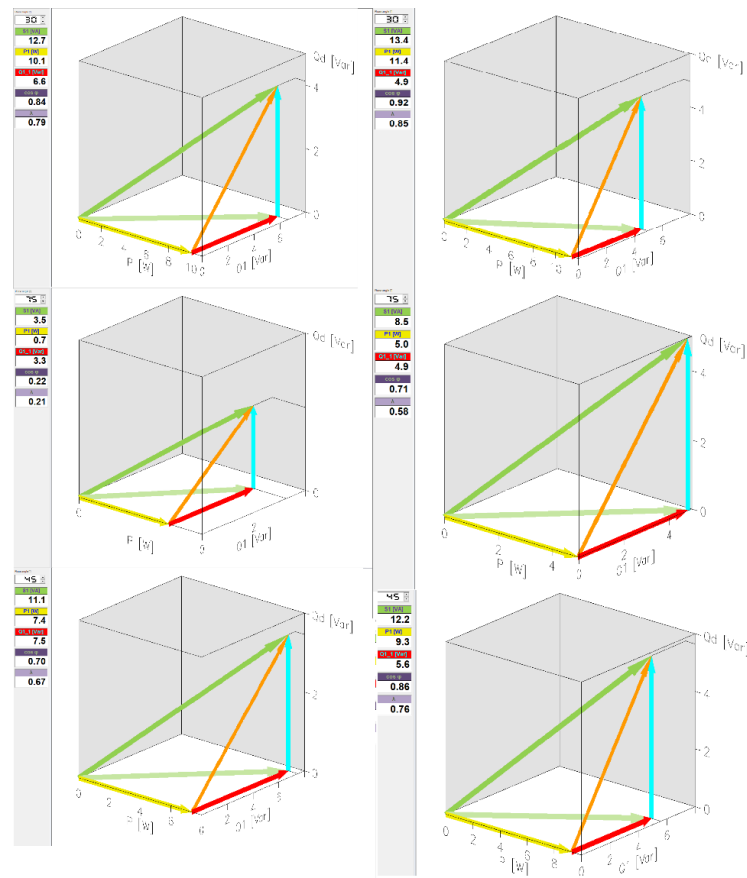 30
S1 [VA]
12.7
P1 [W]
10.1
Q1_1 [Var]
6.6
cos φ
0.84
λ
0.79
Qd [Var]
4
2
0
0
2
4
6
8
10
P [W]
0
2
4
6
Q1 [Var]
30
S1 [VA]
13.4
P1 [W]
11.4
Q1_1 [Var]
4.9
cos φ
0.92
λ
0.85
Qd [Var]
4
2
0
0
2
4
6
8
10
P [W]
0
2
4
6
Q1 [Var]
75
S1 [VA]
3.5
P1 [W]
0.7
Q1_1 [Var]
3.3
cos φ
0.22
λ
0.21
Qd [Var]
0
0
P [W]
0
2
Q1 [Var]
75
S1 [VA]
8.5
P1 [W]
5.0
Q1_1 [Var]
4.9
cos φ
0.71
λ
0.58
Qd [Var]
4
2
0
0
2
4
P [W]
0
2
4
Q1 [Var]
45
S1 [VA]
11.1
P1 [W]
7.4
Q1_1 [Var]
7.5
cos φ
0.70
λ
0.67
Qd [Var]
2
0
0
2
4
6
P [W]
2
4
6
Q1 [Var]
45
S1 [VA]
12.2
P1 [W]
9.3
Q1_1 [Var]
5.6
cos φ
0.86
λ
0.76
Qd [Var]
4
2
0
0
2
4
6
8
P [W]
0
2
4
6
Q1 [Var]